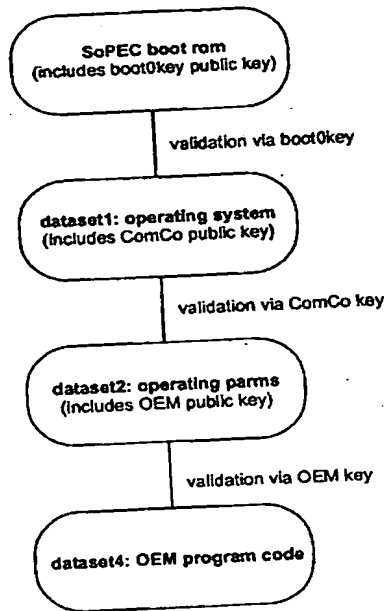 SoPEC boot rom
(includes boot0key public key)
validation via boot0key
dataset1: operating system
(includes ComCo public key)
validation via ComCo key
dataset2: operating parms
(includes OEM public key)
validation via OEM key
dataset4: OEM program code